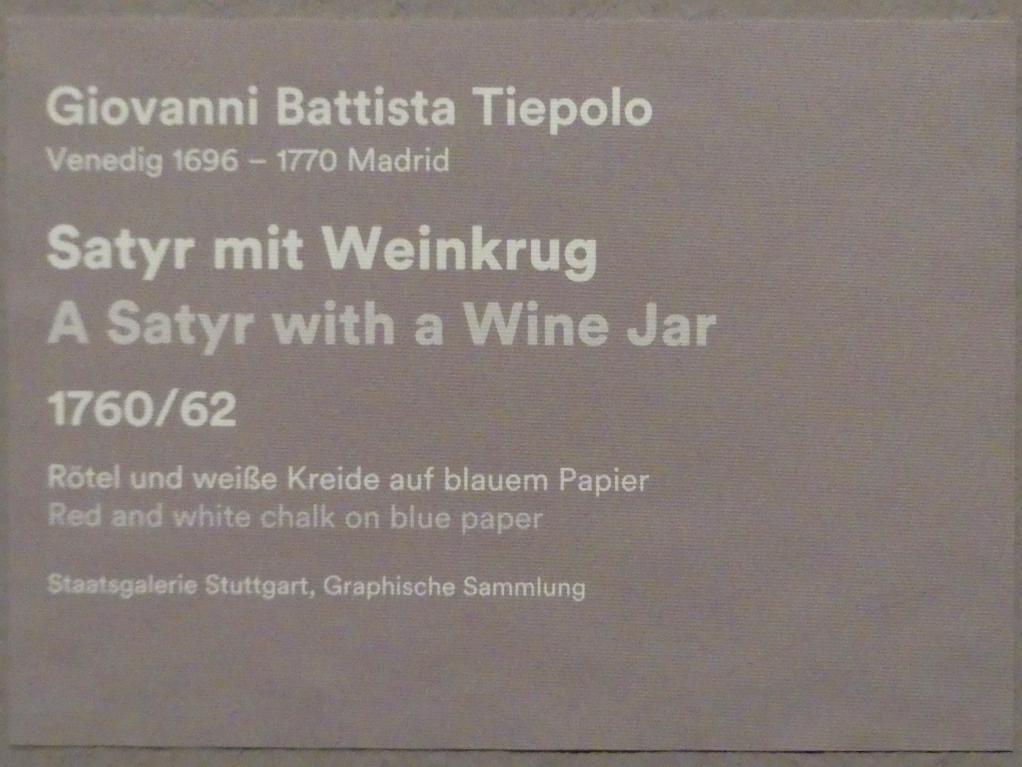 Giovanni Battista Tiepolo
Venedig 1696 – 1770 Madrid
Satyr mit Weinkrug
A Satyr with a Wine Jar
1760/62
Rötel und weiße Kreide auf blauem Papier
Red and white chalk on blue paper
Staatsgalerie Stuttgart, Graphische Sammlung